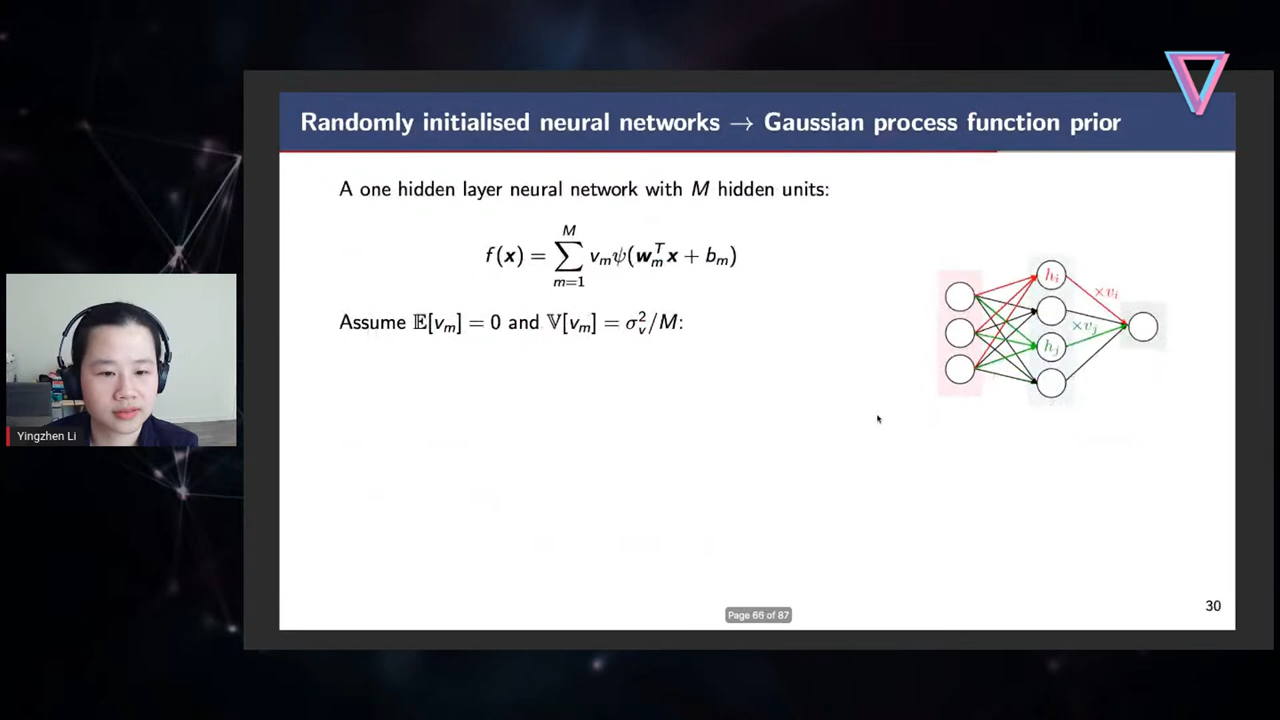 Randomly initialised neural networks → Gaussian process function prior
A one hidden layer neural network with M hidden units:
M
f(x) = ∑ v_m ψ(w_m^T x + b_m)
m=1
Assume 𝔼[v_m] = 0 and 𝕍[v_m] = σ_v^2/M:
h_i
×v_i
×v_j
h_j
Yingzhen Li
Page 66 of 87
30